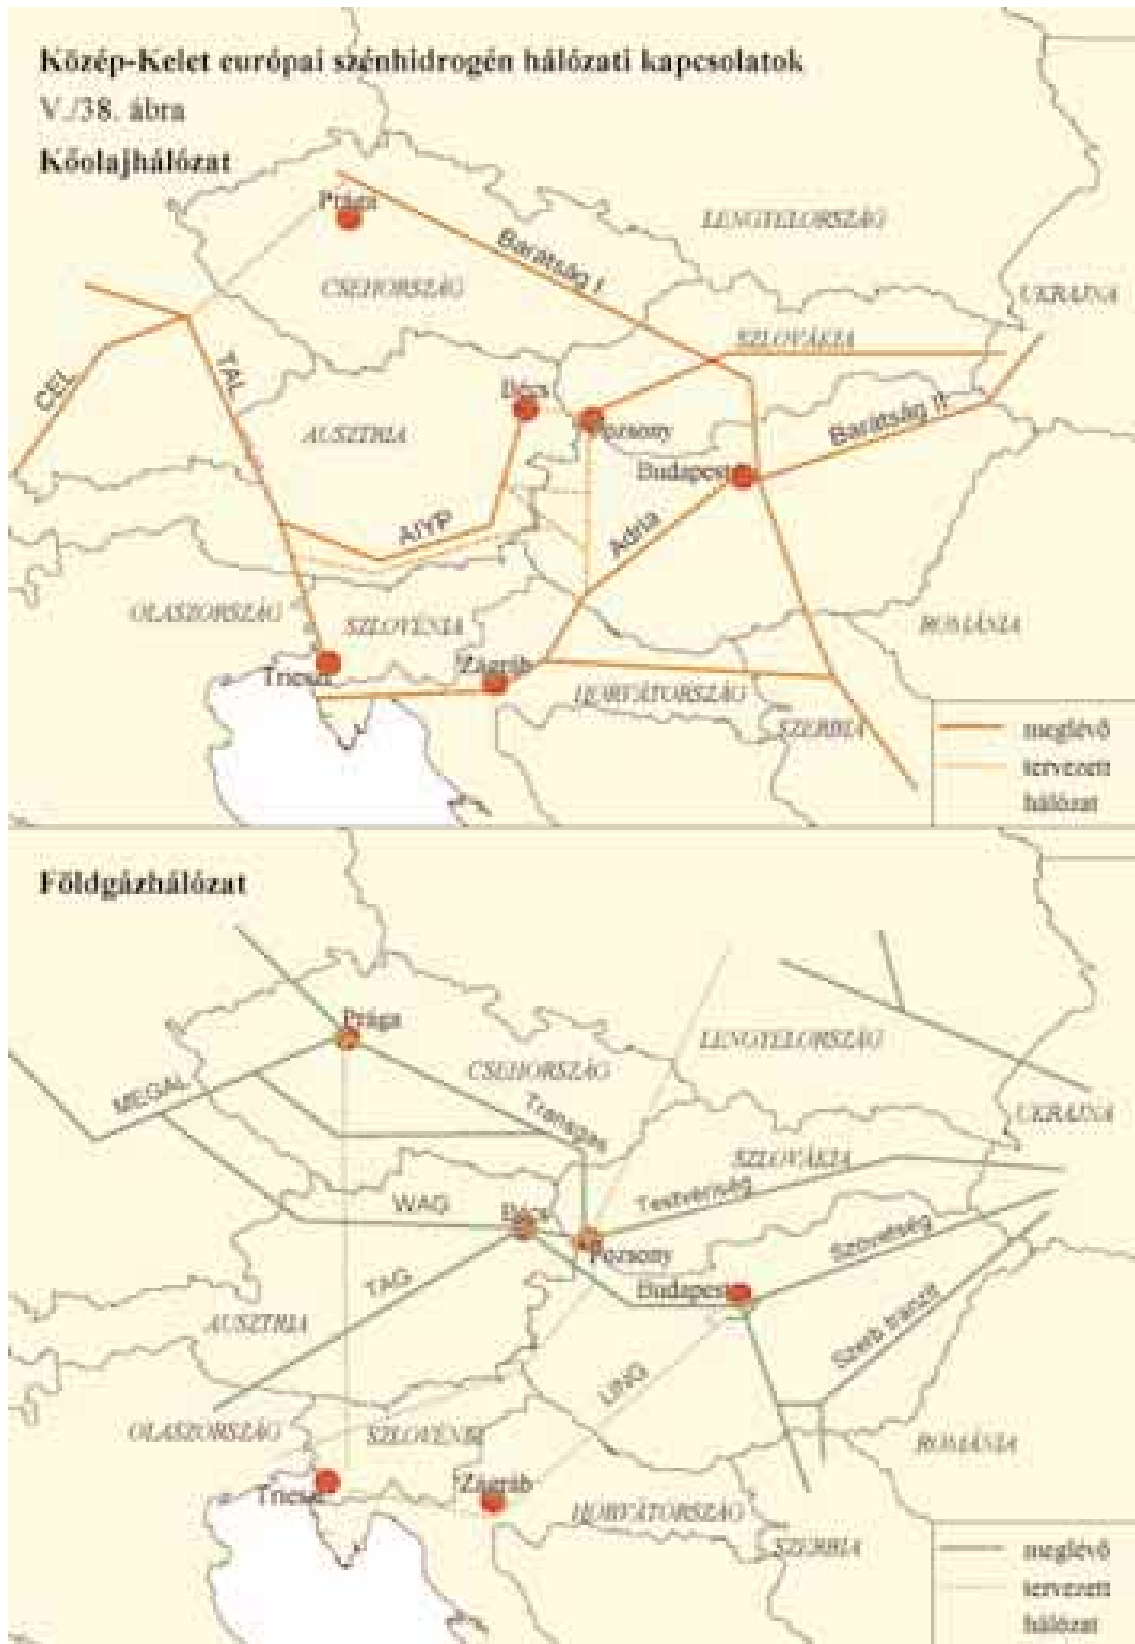 Közép-Kelet európai szénhidrogén hálózati kapcsolatok
V./38. ábra
Kőolajhálózat
Prága
LENGYELORSZÁG
Barátság I
CSEHORSZÁG
UKRAJNA
SZLOVÁKIA
TAL
CEL
Bécs
Pozsony
Barátság II
AUSZTRIA
Budapest
Adria
OLASZORSZÁG
SZLOVÉNIA
ROMÁNIA
Zágráb
Trieszt
HORVÁTORSZÁG
SZERBIA
meglévő
tervezett
hálózat
Földgázhálózat
Prága
LENGYELORSZÁG
CSEHORSZÁG
MEGAL
Transgas
UKRAJNA
SZLOVÁKIA
Testvériség
WAG
Bécs
Pozsony
Szövetség
TAG
Budapest
AUSZTRIA
Szerb tranzit
LING
OLASZORSZÁG
SZLOVÉNIA
ROMÁNIA
Trieszt
Zágráb
HORVÁTORSZÁG
SZERBIA
meglévő
tervezett
hálózat